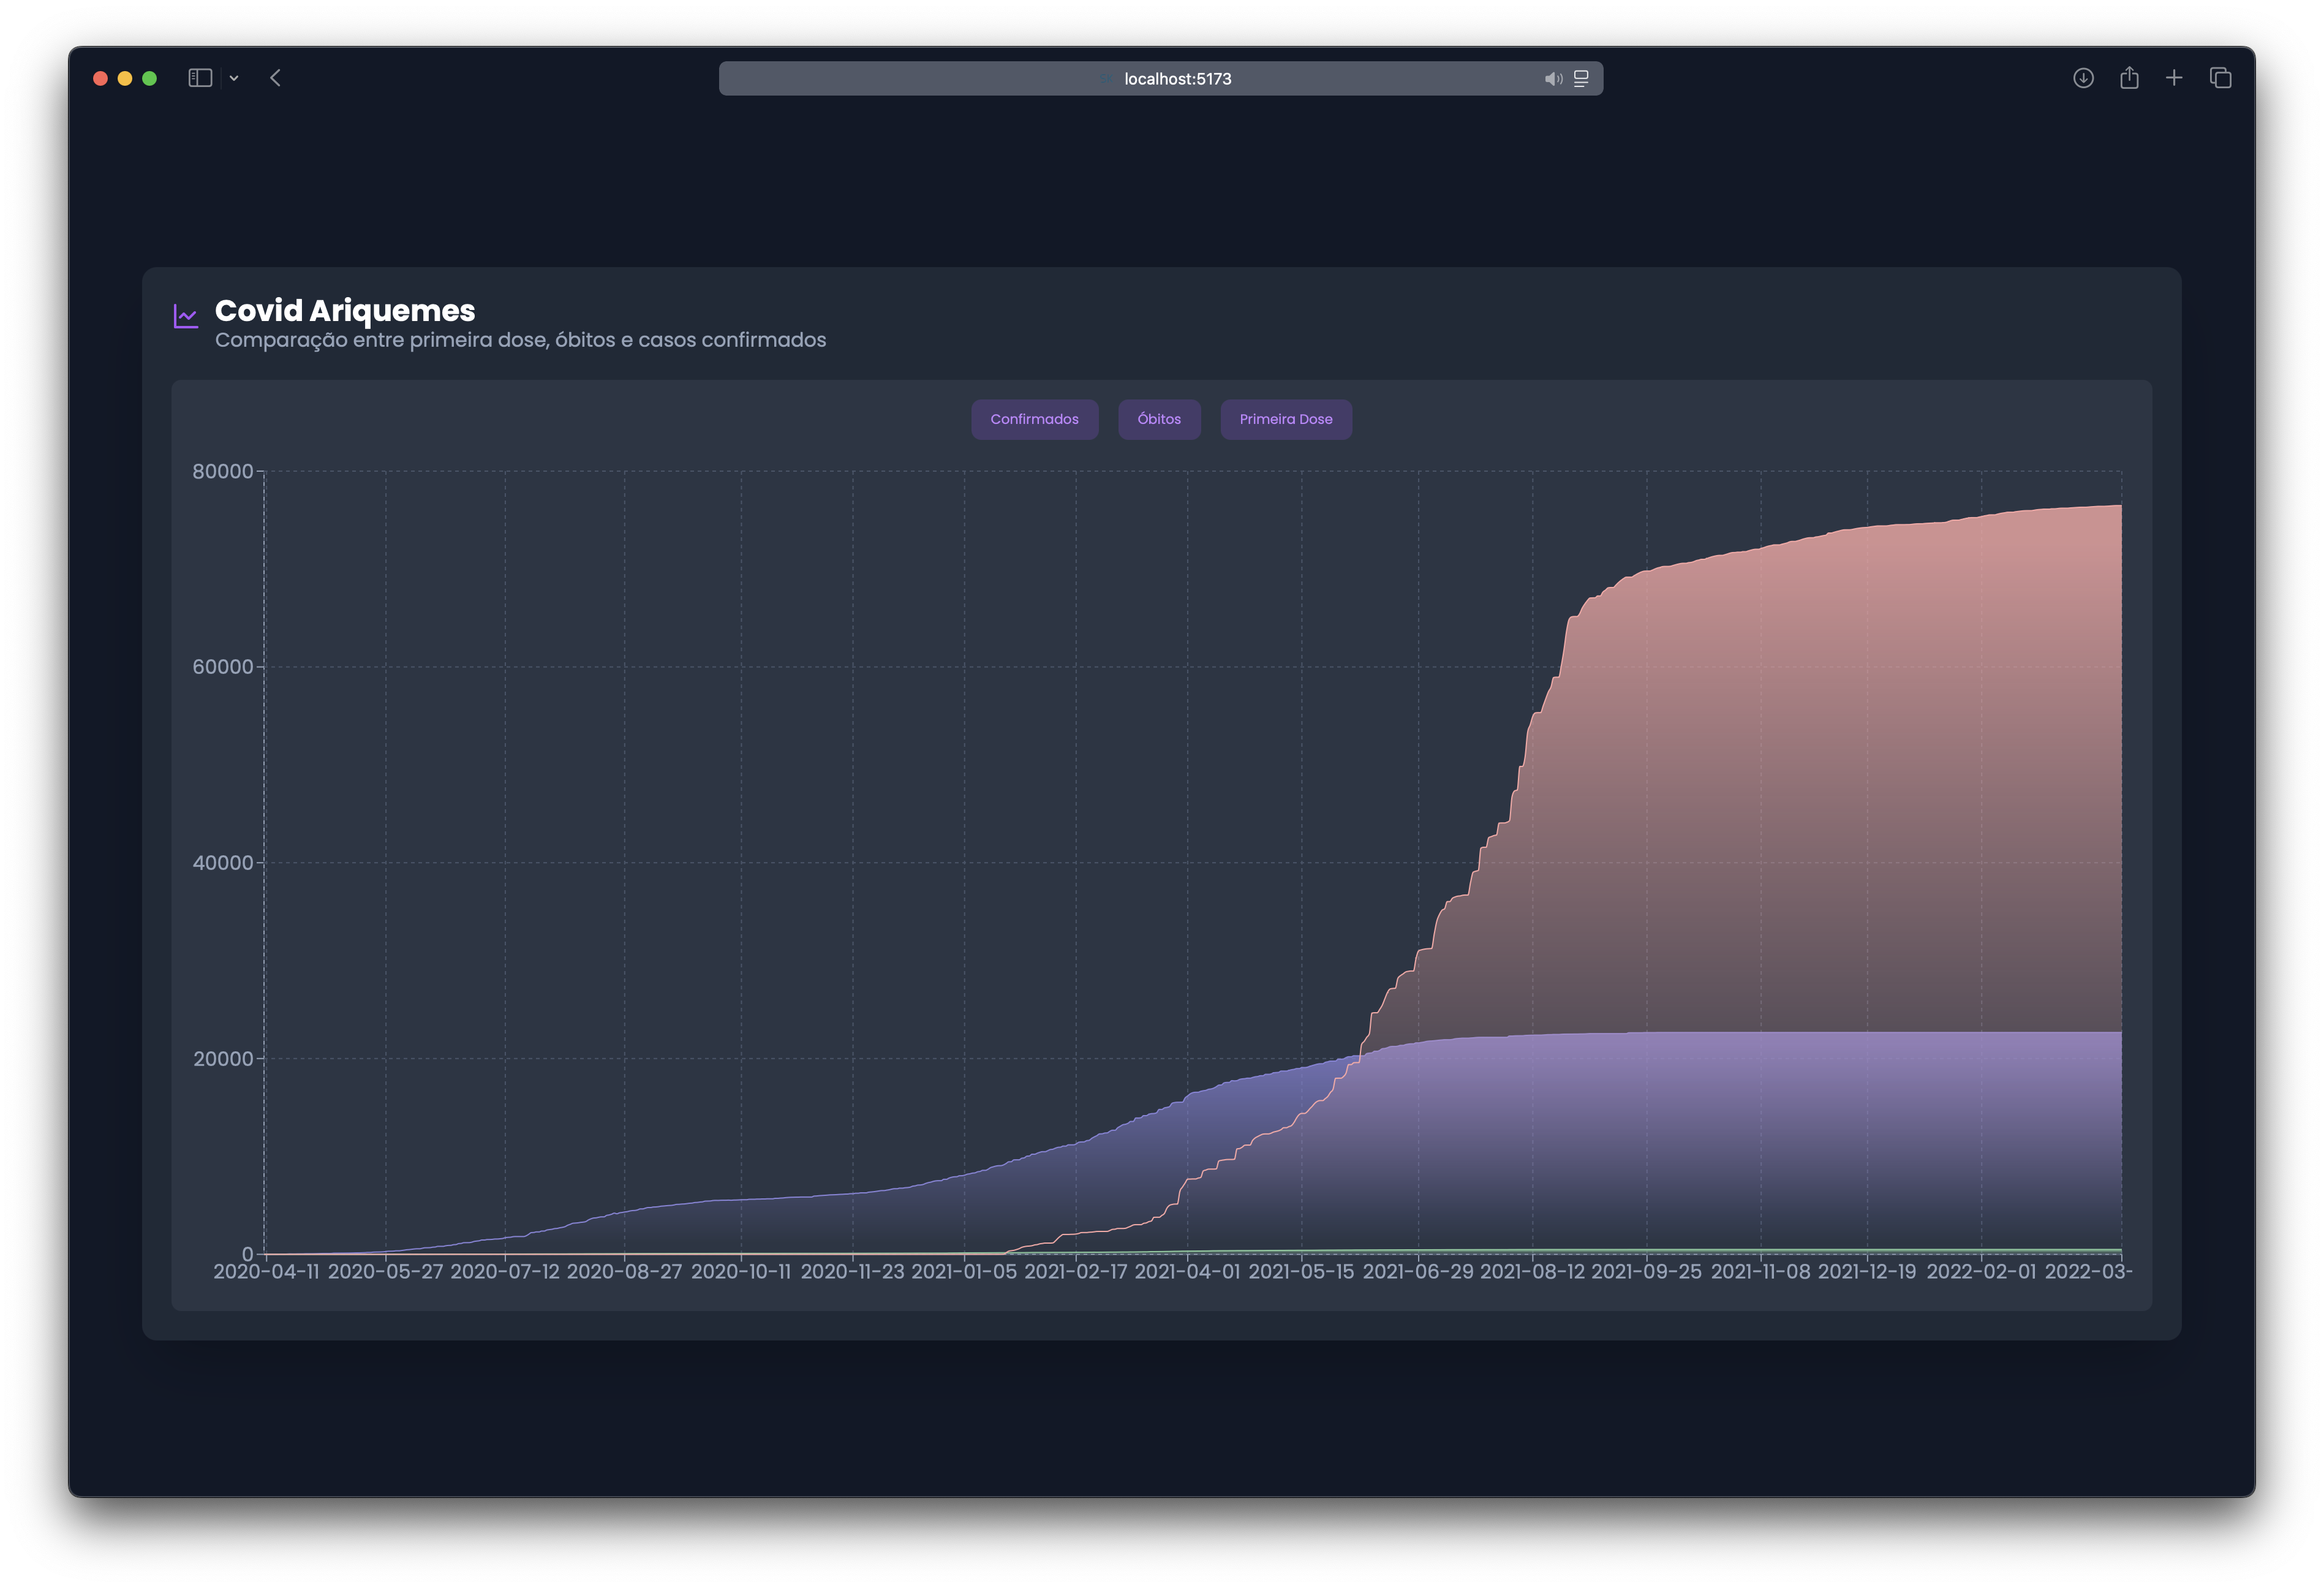 localhost:5173
Covid Ariquemes
Comparação entre primeira dose, óbitos e casos confirmados
Confirmados Óbitos Primeira Dose
80000
60000
40000
20000
0
2020-04-11 2020-05-27 2020-07-12 2020-08-27 2020-10-11 2020-11-23 2021-01-05 2021-02-17 2021-04-01 2021-05-15 2021-06-29 2021-08-12 2021-09-25 2021-11-08 2021-12-19 2022-02-01 2022-03-